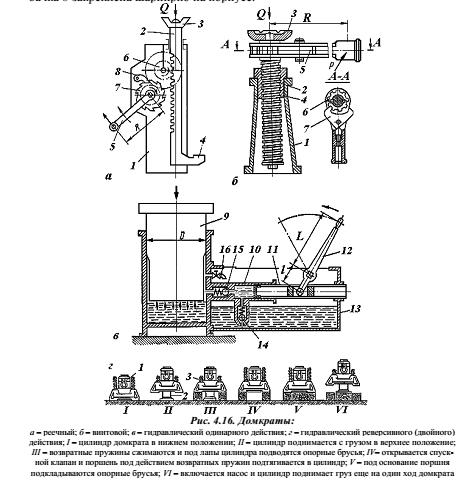 Q
2
3
6
8
7
5
1
4
а
Q
3
R
А
А
5
P
А-А
2
4
6
7
1
б
9
D
16
15
10
11
L
l
12
13
14
в
г
1
2
3
I
II
III
IV
V
VI
Рис. 4.16. Домкраты:
а – реечный; б – винтовой; в – гидравлический одинарного действия; г – гидравлический реверсивного (двойного)
действия; I – цилиндр домкрата в нижнем положении; II – цилиндр поднимается с грузом в верхнее положение;
III – возвратные пружины сжимаются и под лапы цилиндра подводятся опорные брусья; IV– открывается спуск-
ной клапан и поршень под действием возвратных пружин подтягивается в цилиндр; V – под основание поршня
подкладываются опорные брусья; VI – включается насос и цилиндр поднимает груз еще на один ход домкрата